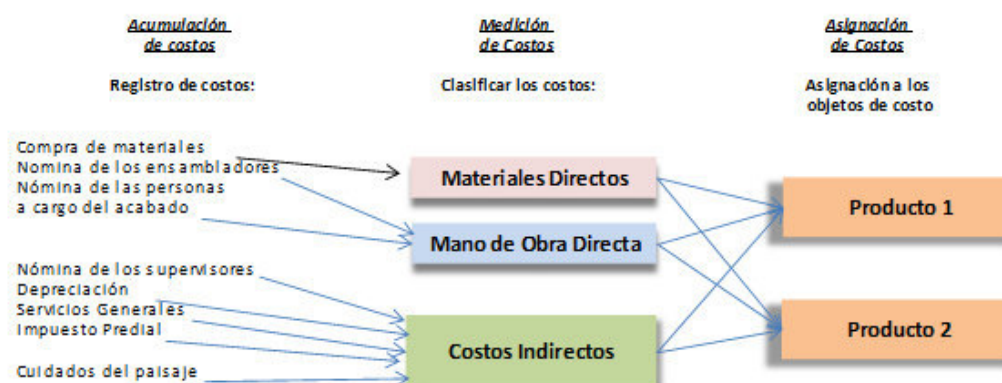 Acumulación
de costos
Medición
de Costos
Asignación
de Costos
Registro de costos:
Clasificar los costos:
Asignación a los
objetos de costo
Compra de materiales
Nomina de los ensambladores
Nómina de las personas
a cargo del acabado
Nómina de los supervisores
Depreciación
Servicios Generales
Impuesto Predial
Cuidados del paisaje
Materiales Directos
Mano de Obra Directa
Costos Indirectos
Producto 1
Producto 2